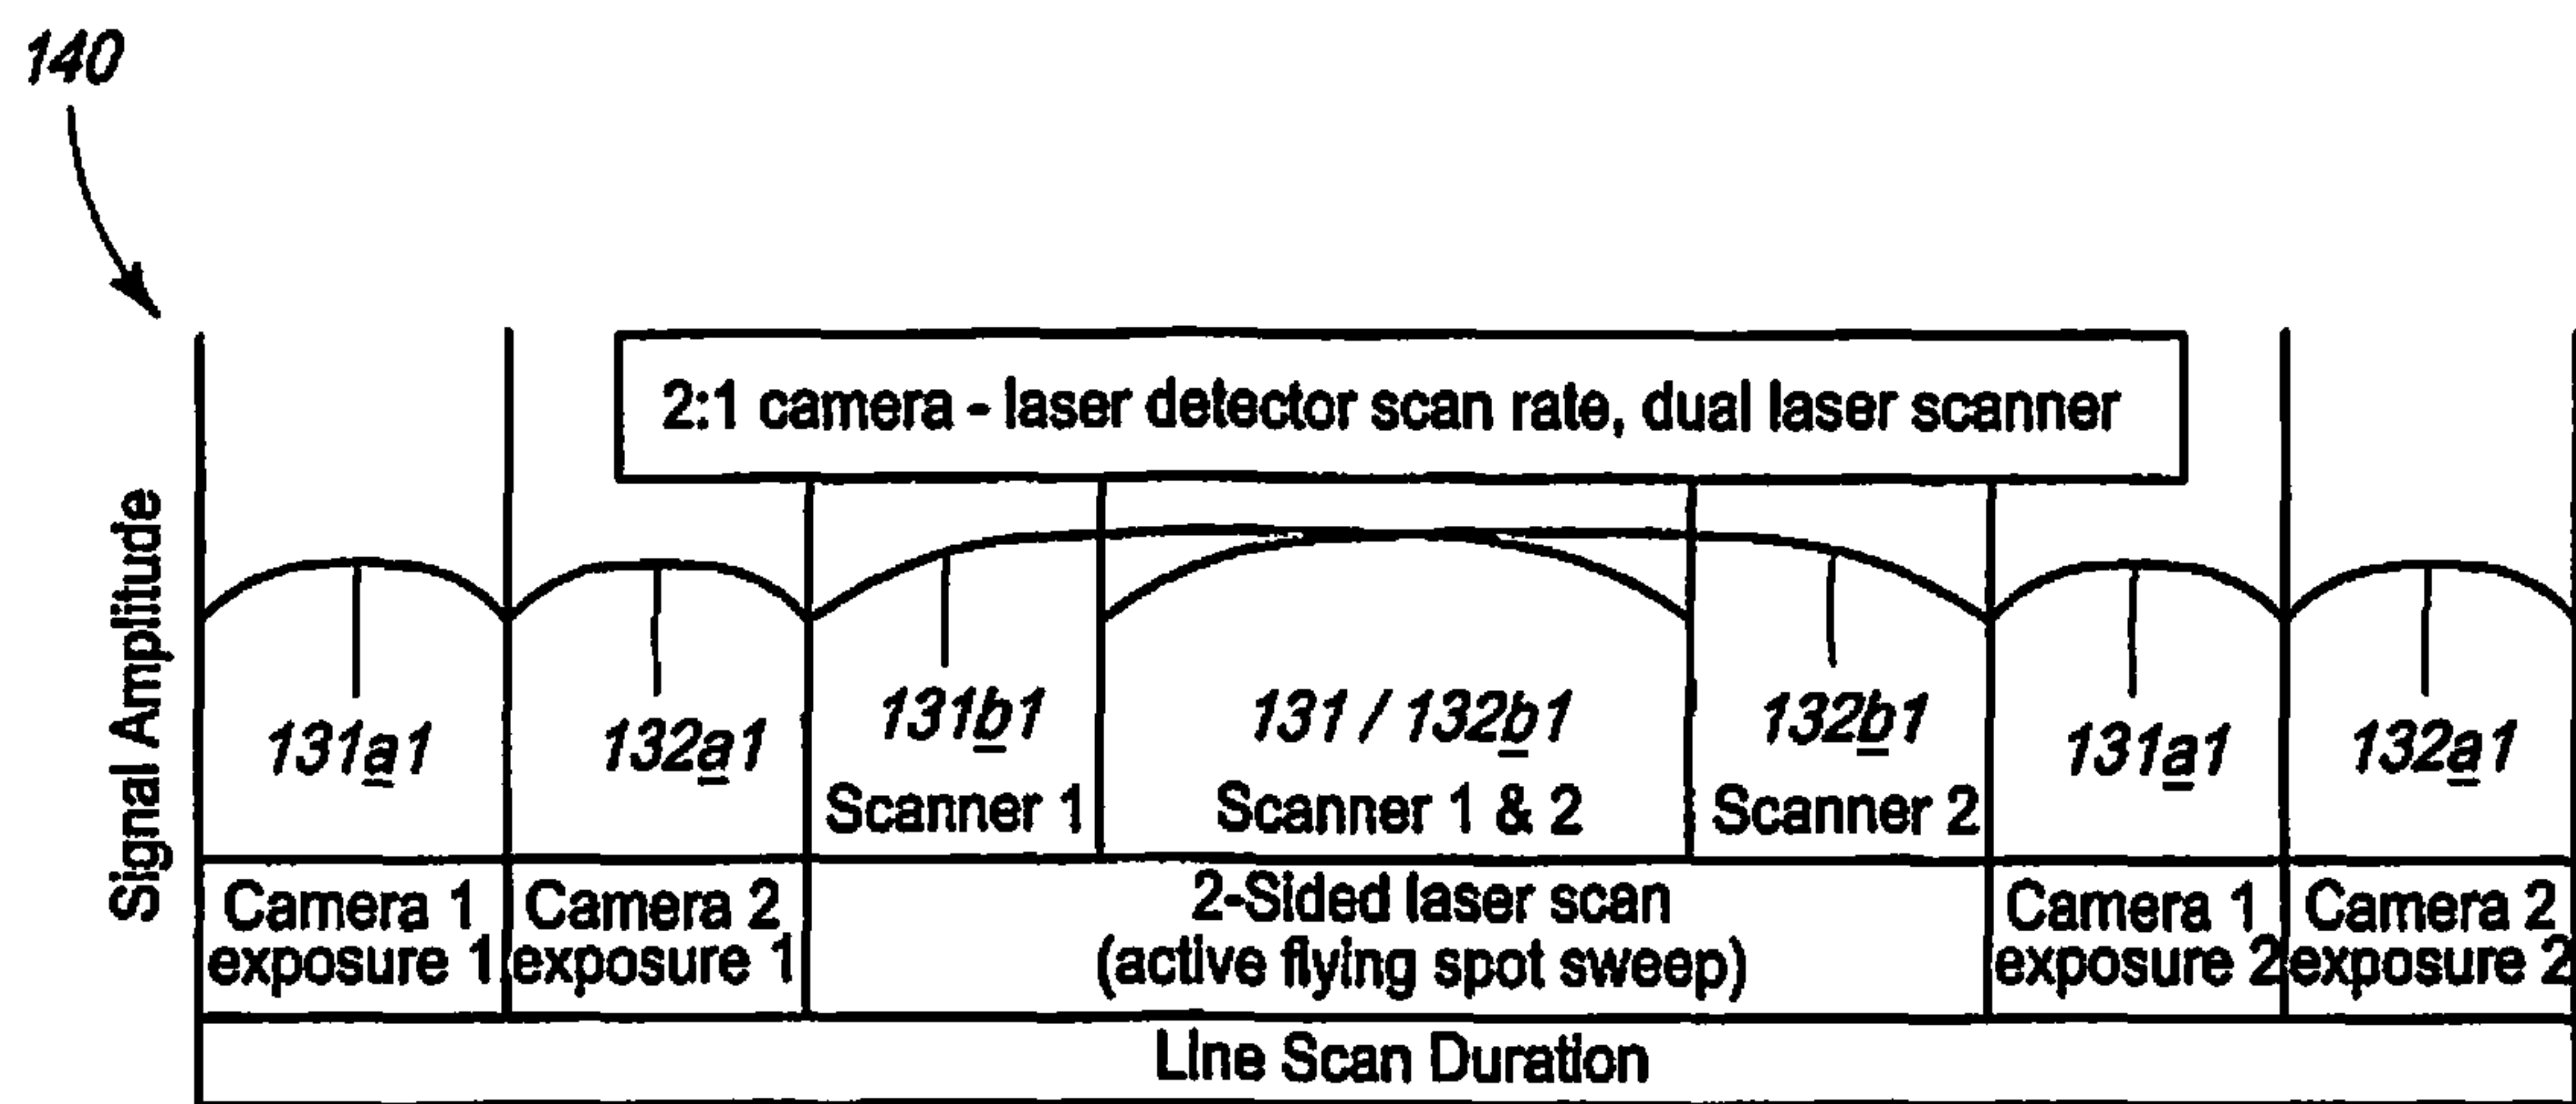 140
2:1 camera - laser detector scan rate, dual laser scanner
Signal Amplitude
131a1
132a1
131b1
131 / 132b1
132b1
131a1
132a1
Scanner 1
Scanner 1 & 2
Scanner 2
Camera 1
exposure 1
Camera 2
exposure 1
2-Sided laser scan
(active flying spot sweep)
Camera 1
exposure 2
Camera 2
exposure 2
Line Scan Duration